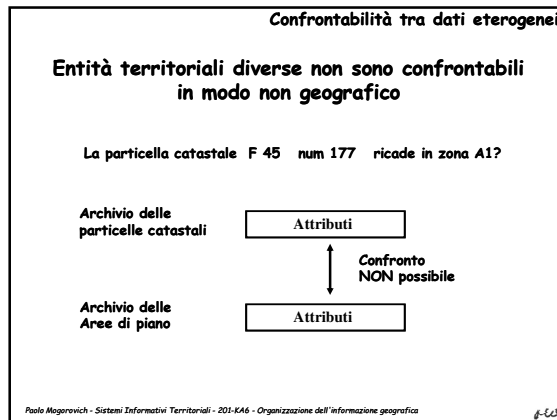 Confrontabilità tra dati eterogenei
Entità territoriali diverse non sono confrontabili
in modo non geografico
La particella catastale F 45 num 177 ricade in zona A1?
Archivio delle
particelle catastali
Attributi
Confronto
NON possibile
Archivio delle
Aree di piano
Attributi
Paolo Mogorovich - Sistemi Informativi Territoriali - 201-KA6 - Organizzazione dell'informazione geografica